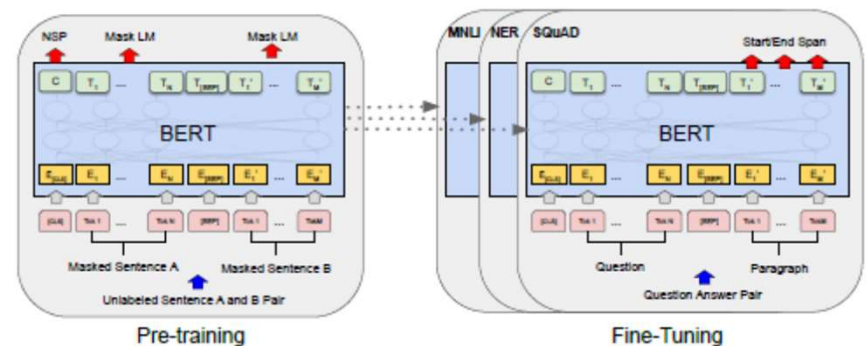 NSP Mask LM Mask LM
C T1 ... TN T[SEP] T1' ... TM'
BERT
E[CLS] E1 ... EN E[SEP] E1' ... EM'
[CLS] Tok 1 ... Tok N [SEP] Tok 1 ... TokM
Masked Sentence A Masked Sentence B
Unlabeled Sentence A and B Pair
Pre-training
MNLI NER SQuAD
Start/End Span
C T1 ... TN T[SEP] T1' ... TM'
BERT
E[CLS] E1 ... EN E[SEP] E1' ... EM'
[CLS] Tok 1 ... Tok N [SEP] Tok 1 ... TokM
Question Paragraph
Question Answer Pair
Fine-Tuning